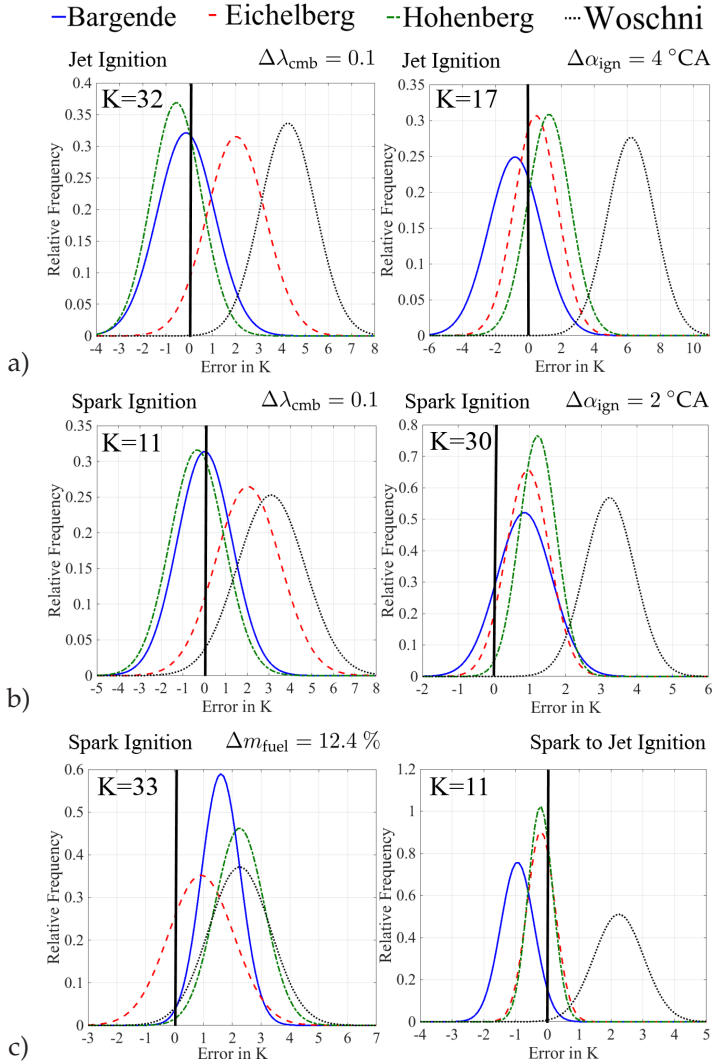 Bargende Eichelberg Hohenberg Woschni
a)
Jet Ignition Δλcmb = 0.1
K=32
Relative Frequency
0.4
0.35
0.3
0.25
0.2
0.15
0.1
0.05
0
-4 -3 -2 -1 0 1 2 3 4 5 6 7 8
Error in K
Jet Ignition Δαign = 4 °CA
K=17
Relative Frequency
0.35
0.3
0.25
0.2
0.15
0.1
0.05
0
-6 -4 -2 0 2 4 6 8 10
Error in K
b)
Spark Ignition Δλcmb = 0.1
K=11
Relative Frequency
0.35
0.3
0.25
0.2
0.15
0.1
0.05
0
-5 -4 -3 -2 -1 0 1 2 3 4 5 6 7 8
Error in K
Spark Ignition Δαign = 2 °CA
K=30
Relative Frequency
0.8
0.7
0.6
0.5
0.4
0.3
0.2
0.1
0
-2 -1 0 1 2 3 4 5 6
Error in K
c)
Spark Ignition Δmfuel = 12.4 %
K=33
Relative Frequency
0.6
0.5
0.4
0.3
0.2
0.1
0
-3 -2 -1 0 1 2 3 4 5 6 7
Error in K
Spark to Jet Ignition
K=11
Relative Frequency
1.2
1
0.8
0.6
0.4
0.2
0
-4 -3 -2 -1 0 1 2 3 4 5
Error in K